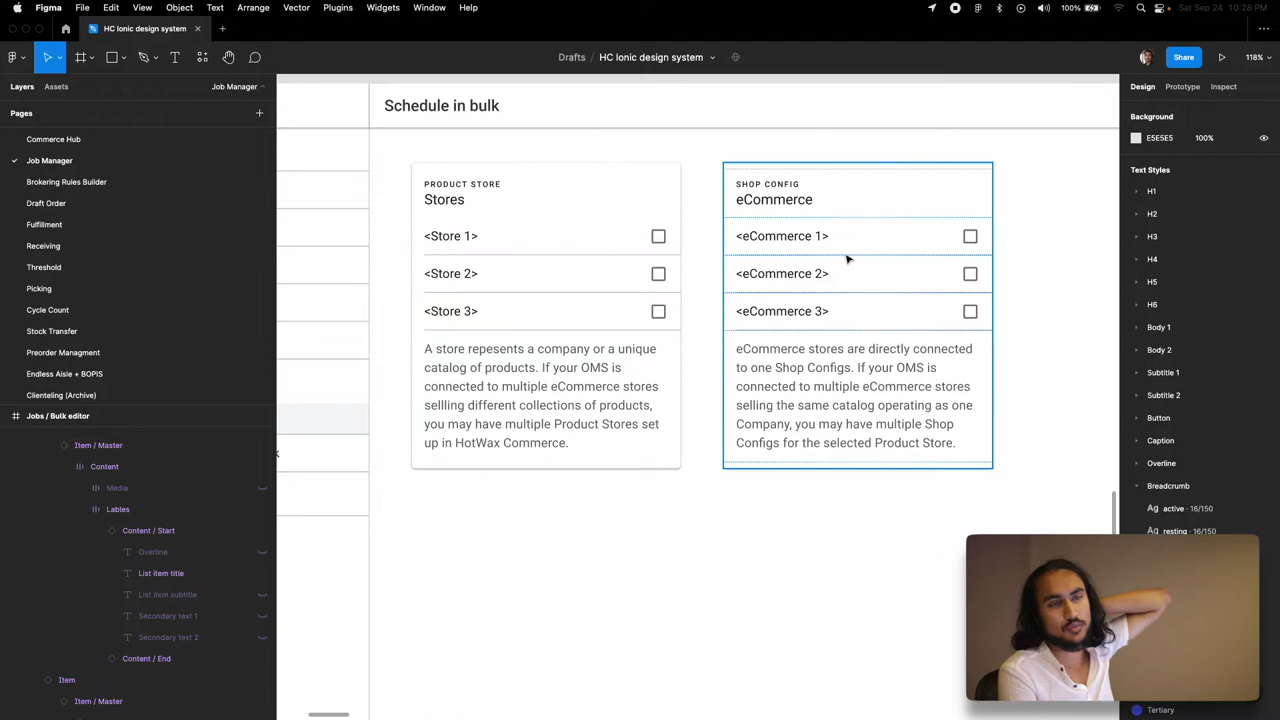 Figma File Edit View Object Text Arrange Vector Plugins Widgets Window Help 100% Sat Sep 24 10:28 PM
HC Ionic design system
Drafts / HC Ionic design system Share 118%
Layers Assets Job Manager
Pages
Commerce Hub
Job Manager
Brokering Rules Builder
Draft Order
Fulfillment
Receiving
Threshold
Picking
Cycle Count
Stock Transfer
Preorder Managment
Endless Aisle + BOPIS
Clienteling (Archive)
Jobs / Bulk editor
Item / Master
Content
Media
Lables
Content / Start
Overline
List item title
List item subtitle
Secondary text 1
Secondary text 2
Content / End
Item
Item / Master
Schedule in bulk
PRODUCT STORE
Stores
<Store 1>
<Store 2>
<Store 3>
A store repesents a company or a unique
catalog of products. If your OMS is
connected to multiple eCommerce stores
sellling different collections of products,
you may have multiple Product Stores set
up in HotWax Commerce.
SHOP CONFIG
eCommerce
<eCommerce 1>
<eCommerce 2>
<eCommerce 3>
eCommerce stores are directly connected
to one Shop Configs. If your OMS is
connected to multiple eCommerce stores
selling the same catalog operating as one
Company, you may have multiple Shop
Configs for the selected Product Store.
Design Prototype Inspect
Background
E5E5E5 100%
Text Styles
H1
H2
H3
H4
H5
H6
Body 1
Body 2
Subtitle 1
Subtitle 2
Button
Caption
Overline
Breadcrumb
Ag active · 16/150
Ag resting · 16/150
Tertiary